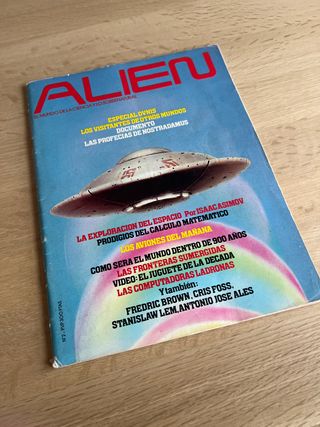 ALIEN
EL MUNDO DE LA CIENCIA Y LO SOBRENATURAL
ESPECIAL OVNIS
LOS VISITANTES DE OTROS MUNDOS
DOCUMENTO
LAS PROFECIAS DE NOSTRADAMUS
LA EXPLORACION DEL ESPACIO Por ISAAC ASIMOV
PRODIGIOS DEL CALCULO MATEMATICO
LOS AVIONES DEL MAÑANA
COMO SERA EL MUNDO DENTRO DE 900 AÑOS
LAS FRONTERAS SUMERGIDAS
VIDEO: EL JUGUETE DE LA DECADA
LAS COMPUTADORAS LADRONAS
Y también:
FREDRIC BROWN, CRIS FOSS,
STANISLAW LEM, ANTONIO JOSE ALES